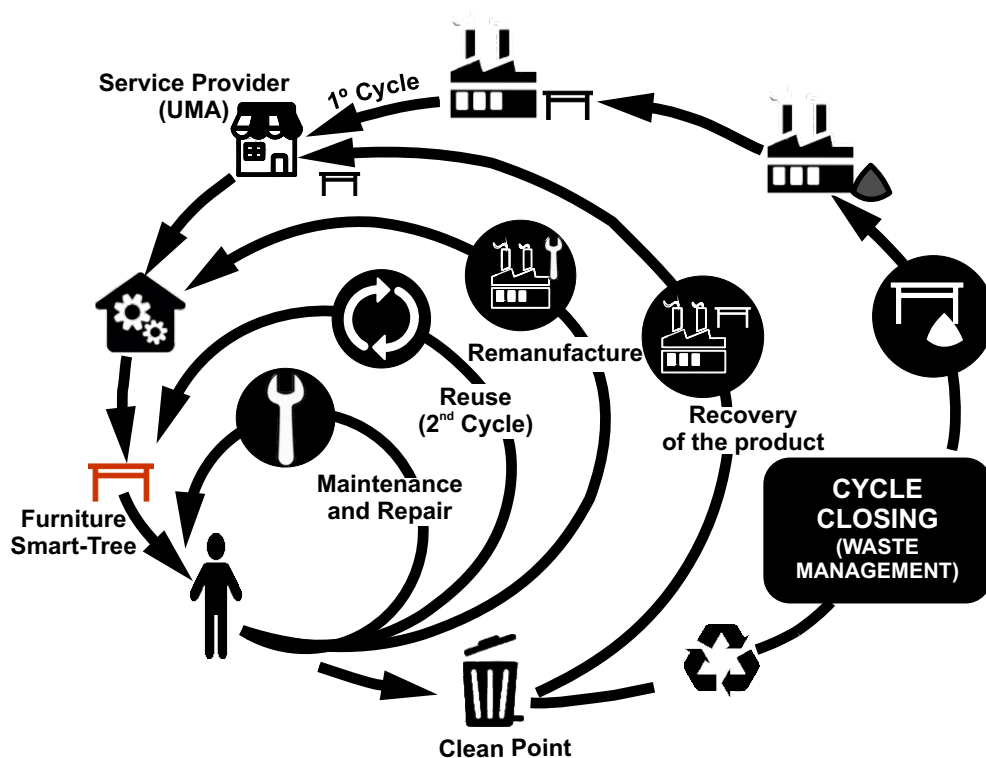 Service Provider
(UMA)
1º Cycle
Remanufacture
Reuse
(2nd Cycle)
Recovery
of the product
Maintenance
and Repair
Furniture
Smart-Tree
CYCLE
CLOSING
(WASTE
MANAGEMENT)
Clean Point